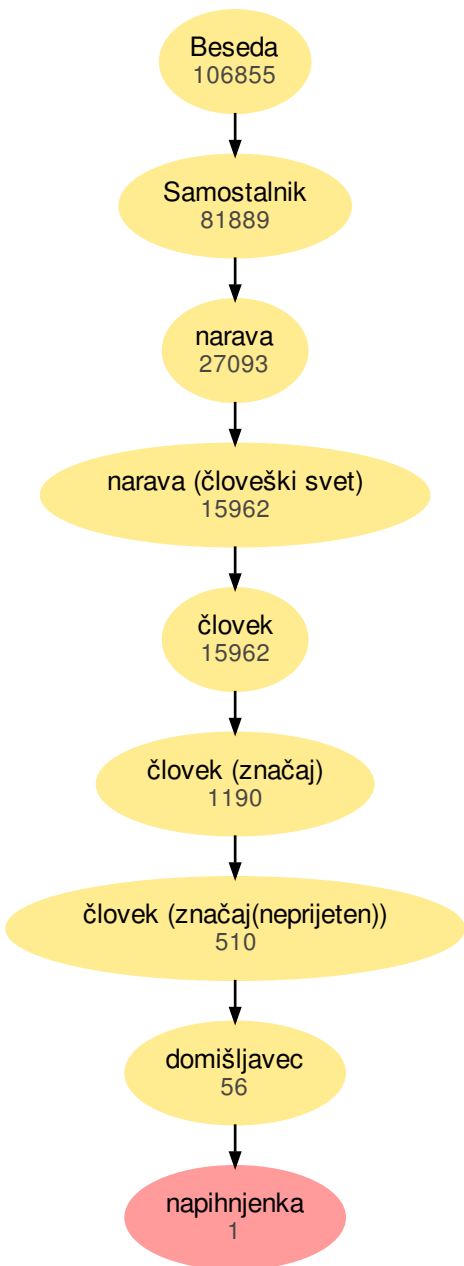 Beseda
106855
Samostalnik
81889
narava
27093
narava (človeški svet)
15962
človek
15962
človek (značaj)
1190
človek (značaj(neprijeten))
510
domišljavec
56
napihnjenka
1